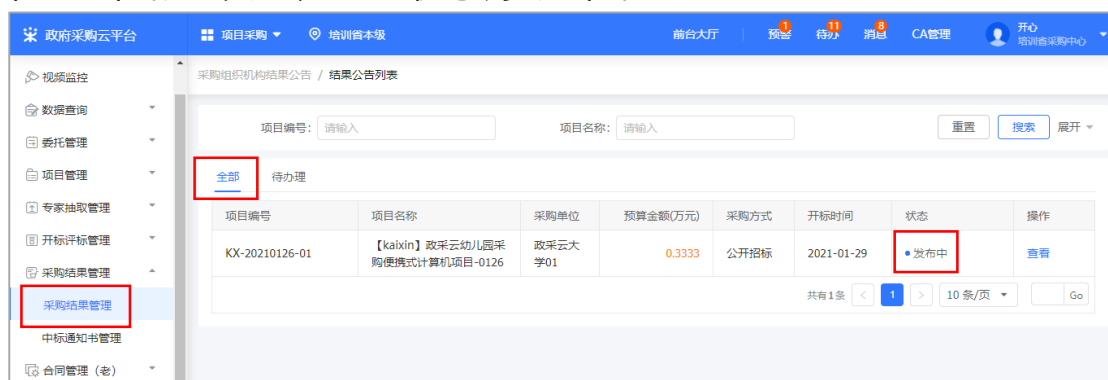 政府采购云平台
项目采购
培训省本级
前台大厅
预警
1
待办
11
消息
8
CA管理
开心
培训省采购中心
视频监控
数据查询
委托管理
项目管理
专家抽取管理
开标评标管理
采购结果管理
采购结果管理
中标通知书管理
合同管理（老）
采购组织机构结果公告 / 结果公告列表
项目编号： 请输入 项目名称： 请输入 重置 搜索 展开
全部 待办理
项目编号 项目名称 采购单位 预算金额(万元) 采购方式 开标时间 状态 操作
KX-20210126-01 【kaixin】政采云幼儿园采 政采云大 0.3333 公开招标 2021-01-29 发布中 查看
购便携式计算机项目-0126 学01
共有1条 < 1 > 10 条/页 Go